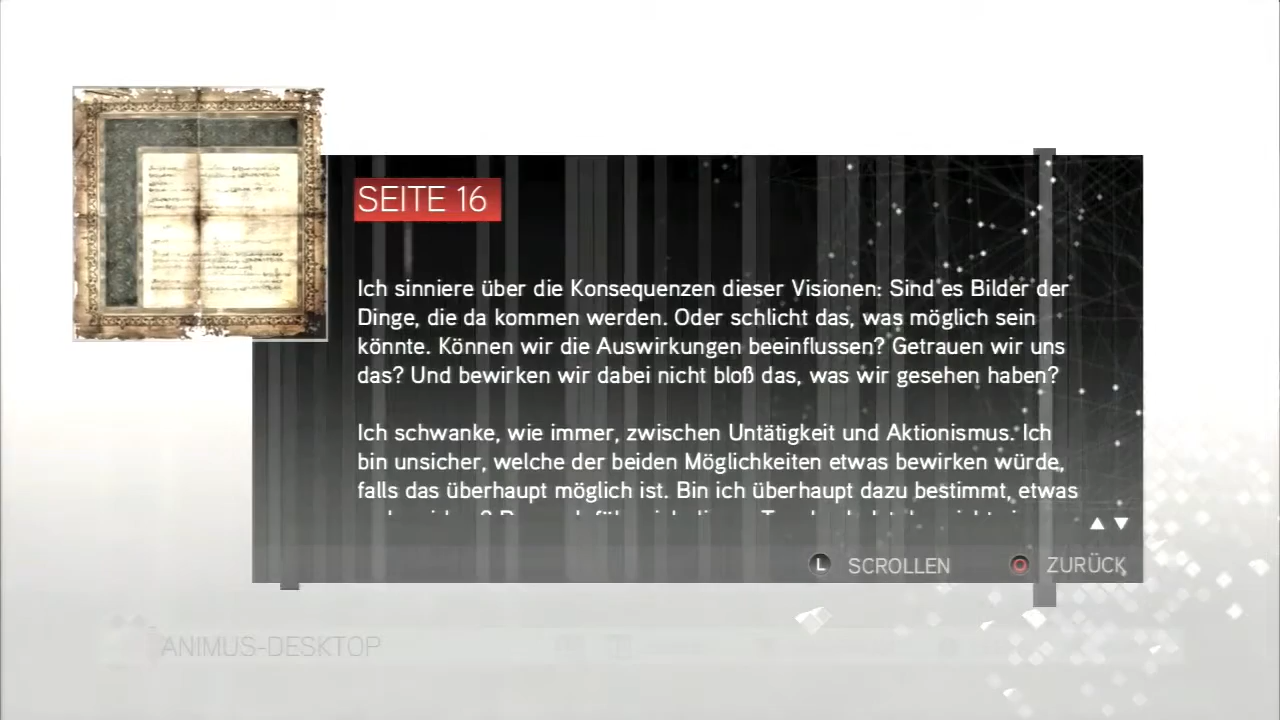 SEITE 16
Ich sinniere über die Konsequenzen dieser Visionen: Sind es Bilder der
Dinge, die da kommen werden. Oder schlicht das, was möglich sein
könnte. Können wir die Auswirkungen beeinflussen? Getrauen wir uns
das? Und bewirken wir dabei nicht bloß das, was wir gesehen haben?
Ich schwanke, wie immer, zwischen Untätigkeit und Aktionismus. Ich
bin unsicher, welche der beiden Möglichkeiten etwas bewirken würde,
falls das überhaupt möglich ist. Bin ich überhaupt dazu bestimmt, etwas
L SCROLLEN O ZURÜCK
ANIMUS-DESKTOP